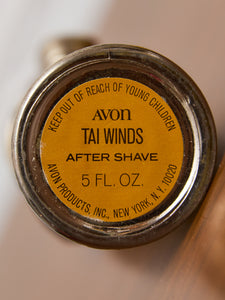 KEEP OUT OF REACH OF YOUNG CHILDREN
AVON
TAI WINDS
AFTER SHAVE
5 FL. OZ.
AVON PRODUCTS, INC., NEW YORK, N.Y. 10020